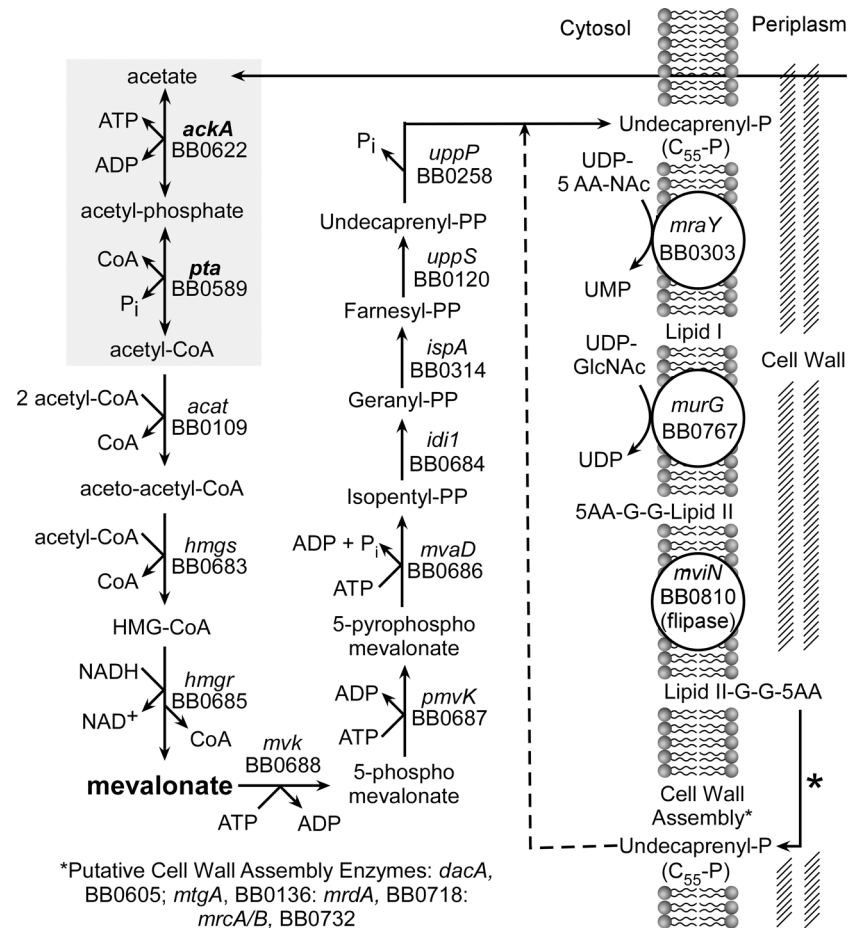 Cytosol
Periplasm
acetate
ATP
ackA
BB0622
ADP
acetyl-phosphate
CoA
pta
BB0589
Pi
acetyl-CoA
2 acetyl-CoA
acat
BB0109
CoA
aceto-acetyl-CoA
acetyl-CoA
hmgs
BB0683
CoA
HMG-CoA
NADH
hmgr
BB0685
NAD+
CoA
mevalonate
mvk
BB0688
ATP
ADP
5-phospho
mevalonate
ADP
pmvK
BB0687
ATP
5-pyrophospho
mevalonate
ADP + Pi
mvaD
BB0686
ATP
Isopentyl-PP
idi1
BB0684
Geranyl-PP
ispA
BB0314
Farnesyl-PP
uppS
BB0120
Undecaprenyl-PP
Pi
uppP
BB0258
Undecaprenyl-P
(C55-P)
UDP-
5 AA-NAc
mraY
BB0303
UMP
Lipid I
UDP-
GlcNAc
Cell Wall
murG
BB0767
UDP
5AA-G-G-Lipid II
mviN
BB0810
(flipase)
Lipid II-G-G-5AA
*
Cell Wall
Assembly*
Undecaprenyl-P
(C55-P)
*Putative Cell Wall Assembly Enzymes: dacA,
BB0605; mtgA, BB0136: mrdA, BB0718:
mrcA/B, BB0732